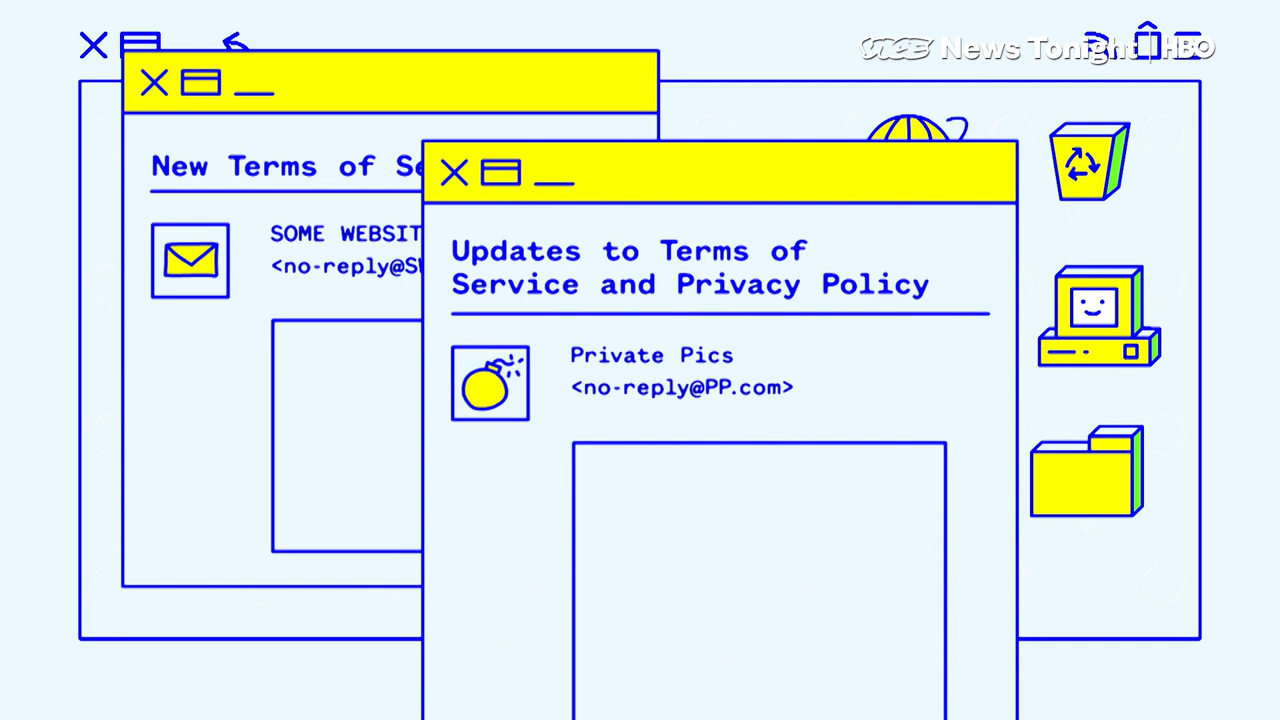 VICE News Tonight | HBO
New Terms of Se
SOME WEBSIT
<no-reply@SW
Updates to Terms of
Service and Privacy Policy
Private Pics
<no-reply@PP.com>